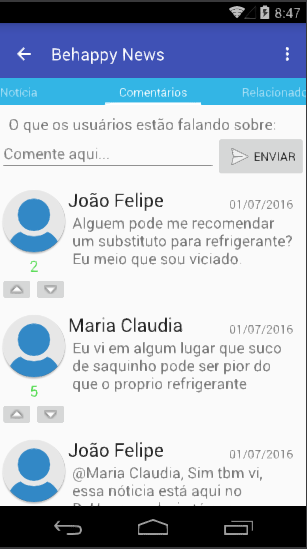 8:47
Behappy News
Notícia Comentários Relacionado
O que os usuários estão falando sobre:
Comente aqui...
ENVIAR
João Felipe
01/07/2016
Alguem pode me recomendar
um substituto para refrigerante?
Eu meio que sou viciado.
2
Maria Claudia
01/07/2016
Eu vi em algum lugar que suco
de saquinho pode ser pior do
que o proprio refrigerante
5
João Felipe
01/07/2016
@Maria Claudia, Sim tbm vi,
essa nóticia está aqui no